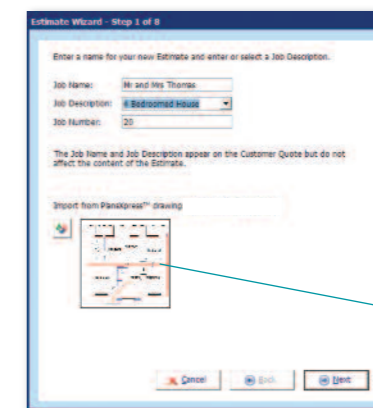 Estimate Wizard - Step 1 of 8
Enter a name for your new Estimate and enter or select a Job Description.
Job Name: Mr and Mrs Thomas
Job Description: 4 Bedroomed House
Job Number: 20
The Job Name and Job Description appear on the Customer Quote but do not
affect the content of the Estimate.
Import from PlansXpress™ drawing
Cancel Back Next